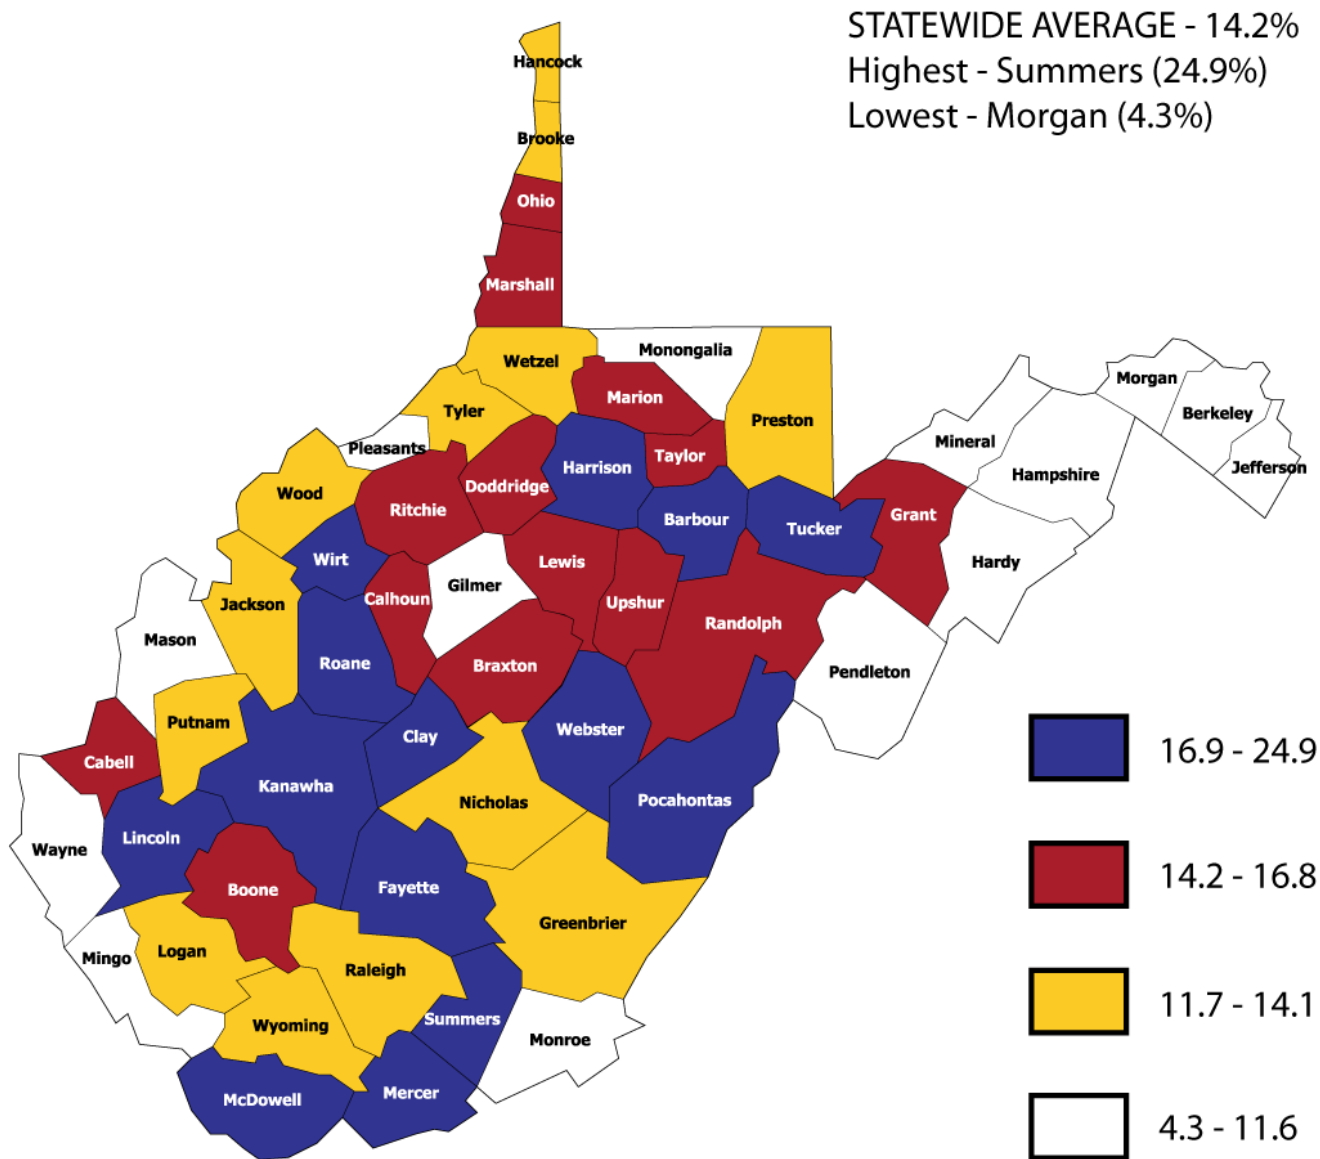 STATEWIDE AVERAGE - 14.2%
Highest - Summers (24.9%)
Lowest - Morgan (4.3%)
Hancock
Brooke
Ohio
Marshall
Wetzel
Monongalia
Marion
Tyler
Preston
Pleasants
Taylor
Harrison
Doddridge
Wood
Ritchie
Morgan
Berkeley
Mineral
Hampshire
Jefferson
Barbour
Tucker
Grant
Wirt
Lewis
Hardy
Gilmer
Calhoun
Upshur
Jackson
Randolph
Mason
Roane
Braxton
Pendleton
Putnam
Clay
Webster
Cabell
Kanawha
Nicholas
Pocahontas
Lincoln
Wayne
Boone
Fayette
Greenbrier
Logan
Mingo
Raleigh
Summers
Wyoming
Monroe
McDowell
Mercer
16.9 - 24.9
14.2 - 16.8
11.7 - 14.1
4.3 - 11.6